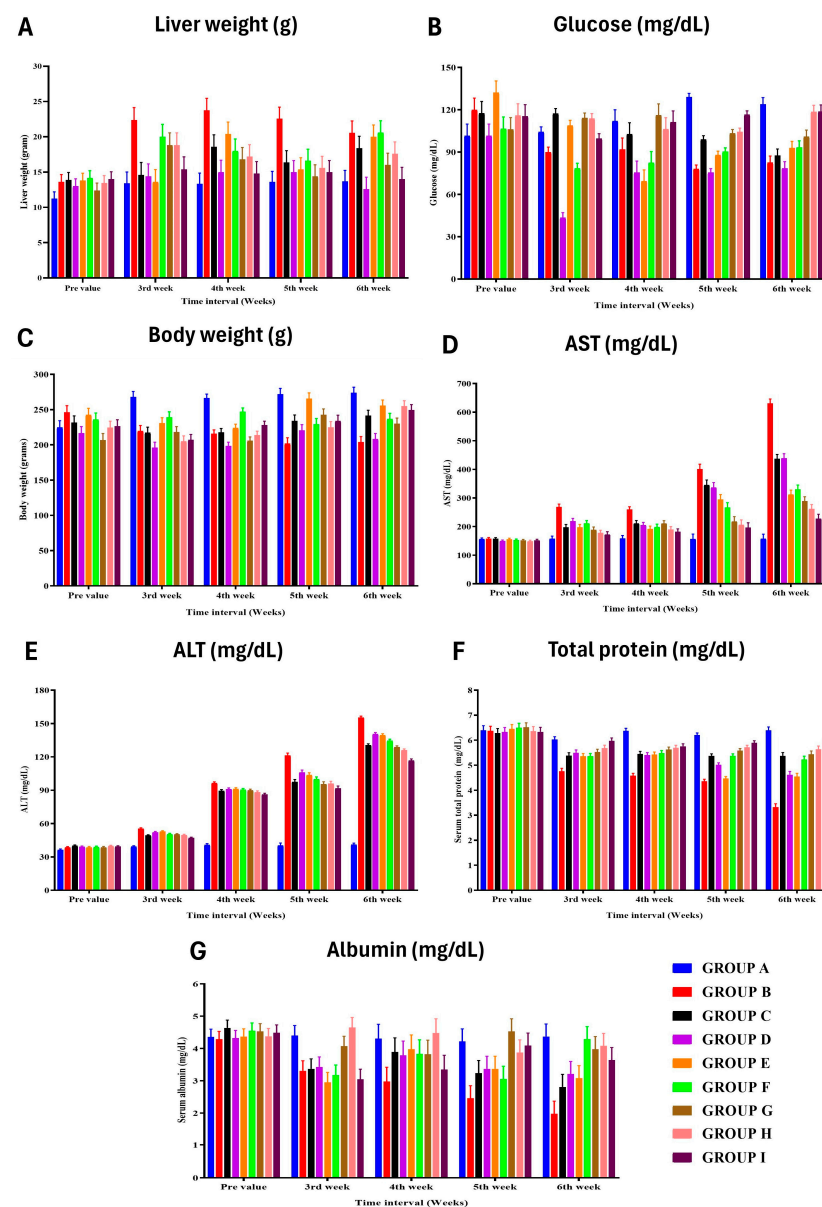 A
Liver weight (g)
Liver weight (gram)
30
25
20
15
10
5
0
Pre value
3rd week
4th week
5th week
6th week
Time interval (Weeks)
B
Glucose (mg/dL)
Glucose (mg/dL)
150
120
90
60
30
0
Pre value
3rd week
4th week
5th week
6th week
Time interval (Weeks)
C
Body weight (g)
Body weight (grams)
300
250
200
150
100
50
0
Pre value
3rd week
4th week
5th week
6th week
Time interval (Weeks)
D
AST (mg/dL)
AST (mg/dL)
700
600
500
400
300
200
100
0
Pre value
3rd week
4th week
5th week
6th week
Time interval (Weeks)
E
ALT (mg/dL)
ALT (mg/dL)
180
150
120
90
60
30
0
Pre value
3rd week
4th week
5th week
6th week
Time interval (Weeks)
F
Total protein (mg/dL)
Serum total protein (mg/dL)
8
7
6
5
4
3
2
1
0
Pre value
3rd week
4th week
5th week
6th week
Time interval (Weeks)
G
Albumin (mg/dL)
Serum albumin (mg/dL)
6
5
4
3
2
1
0
Pre value
3rd week
4th week
5th week
6th week
Time interval (Weeks)
GROUP A
GROUP B
GROUP C
GROUP D
GROUP E
GROUP F
GROUP G
GROUP H
GROUP I